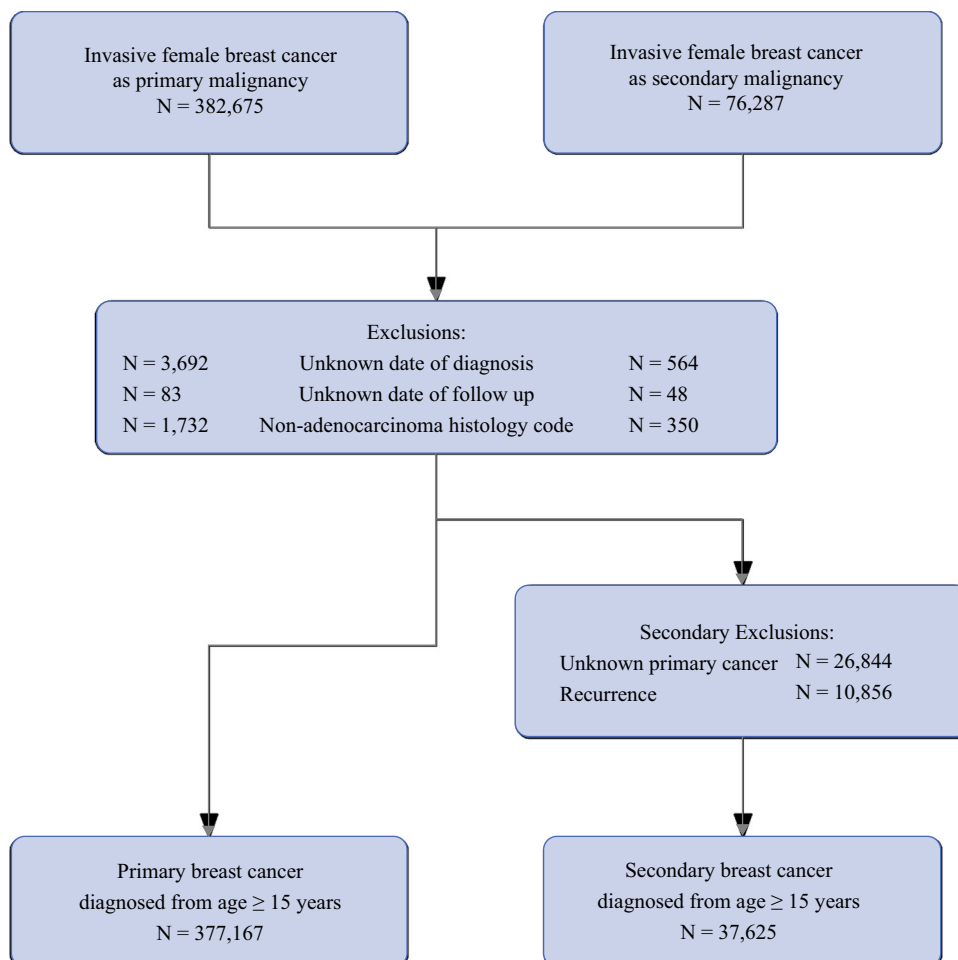 Invasive female breast cancer
as primary malignancy
N = 382,675
Invasive female breast cancer
as secondary malignancy
N = 76,287
Exclusions:
N = 3,692 Unknown date of diagnosis N = 564
N = 83 Unknown date of follow up N = 48
N = 1,732 Non-adenocarcinoma histology code N = 350
Secondary Exclusions:
Unknown primary cancer N = 26,844
Recurrence N = 10,856
Primary breast cancer
diagnosed from age ≥ 15 years
N = 377,167
Secondary breast cancer
diagnosed from age ≥ 15 years
N = 37,625